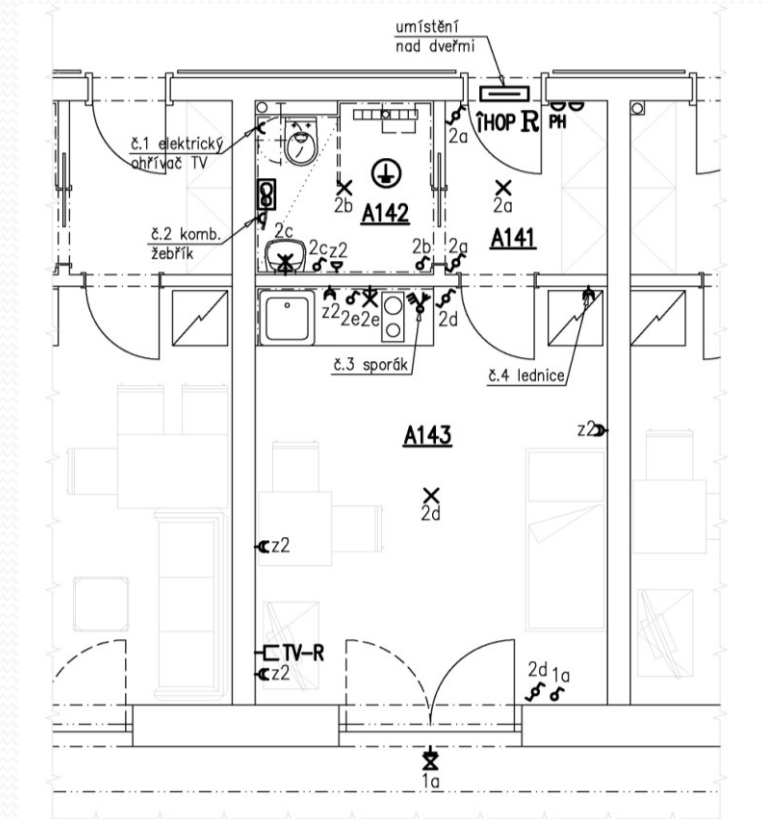 umístění
nad dveřmi
č.1 elektrický
ohřívač TV
2a
ÎHOP R PH
2b
2a
A142
A141
č.2 komb.
žebřík
2c
2c
z2
2b
2a
z2
2e
2e
2d
č.3 sporák
č.4 lednice
A143
z2
2d
z2
TV-R
z2
2d
1a
1a